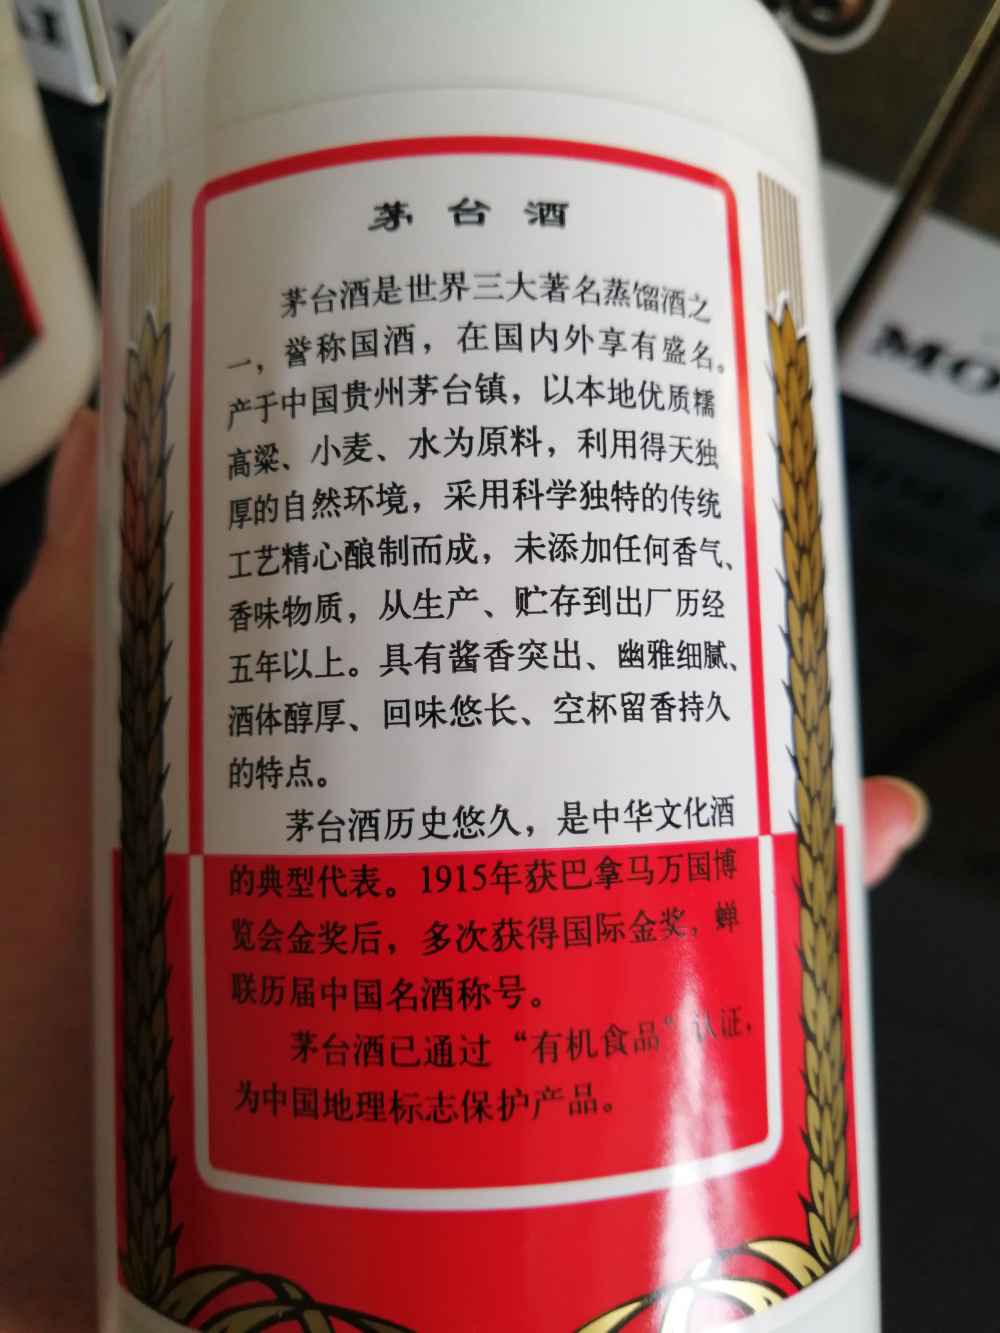 茅台酒
茅台酒是世界三大著名蒸馏酒之
一，誉称国酒，在国内外享有盛名。
产于中国贵州茅台镇，以本地优质糯
高粱、小麦、水为原料，利用得天独
厚的自然环境，采用科学独特的传统
工艺精心酿制而成，未添加任何香气、
香味物质，从生产、贮存到出厂历经
五年以上。具有酱香突出、幽雅细腻、
酒体醇厚、回味悠长、空杯留香持久
的特点。
茅台酒历史悠久，是中华文化酒
的典型代表。1915年获巴拿马万国博
览会金奖后，多次获得国际金奖，蝉
联历届中国名酒称号。
茅台酒已通过“有机食品”认证，
为中国地理标志保护产品。
MO